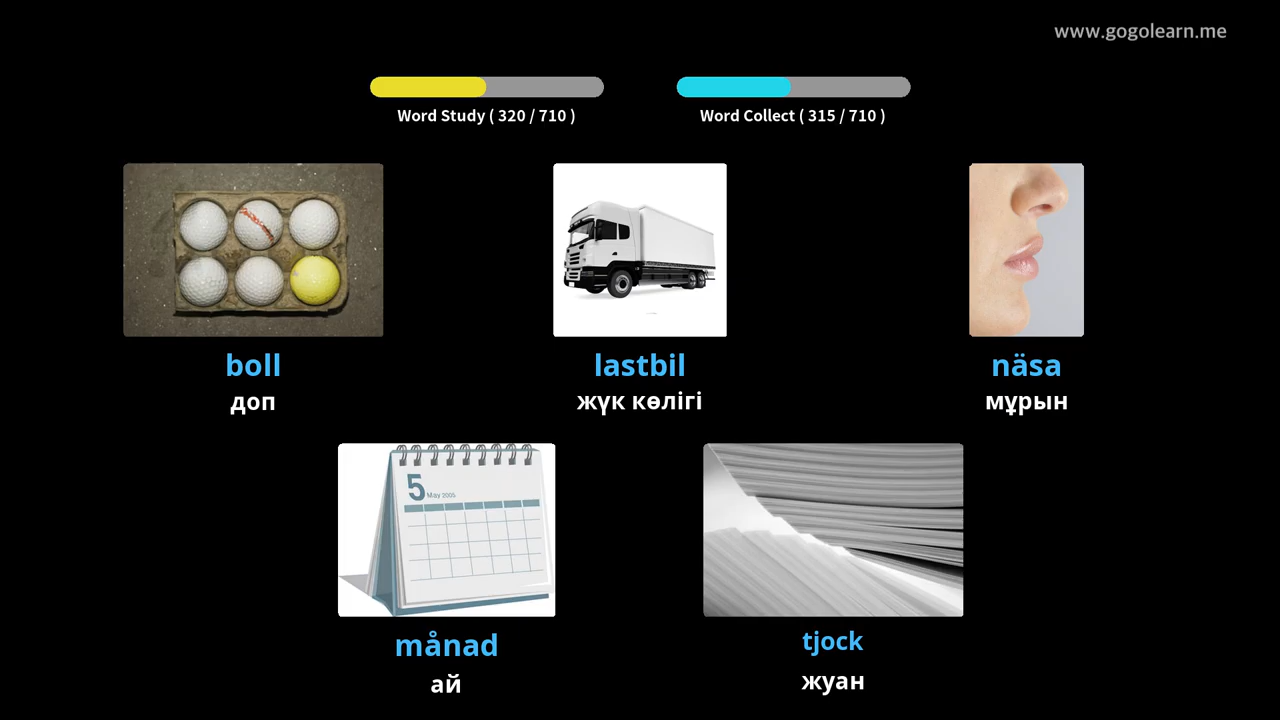 www.gogolearn.me
Word Study ( 320 / 710 )
Word Collect ( 315 / 710 )
boll
доп
lastbil
жүк көлігі
näsa
мұрын
5 May 2005
månad
ай
tjock
жуан